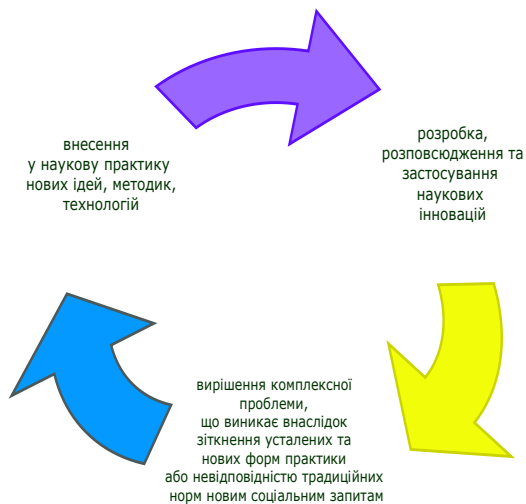 внесення
у наукову практику
нових ідей, методик,
технологій
розробка,
розповсюдження та
застосування
наукових
інновацій
вирішення комплексної
проблеми,
що виникає внаслідок
зіткнення усталених та
нових форм практики
або невідповідністю традиційних
норм новим соціальним запитам